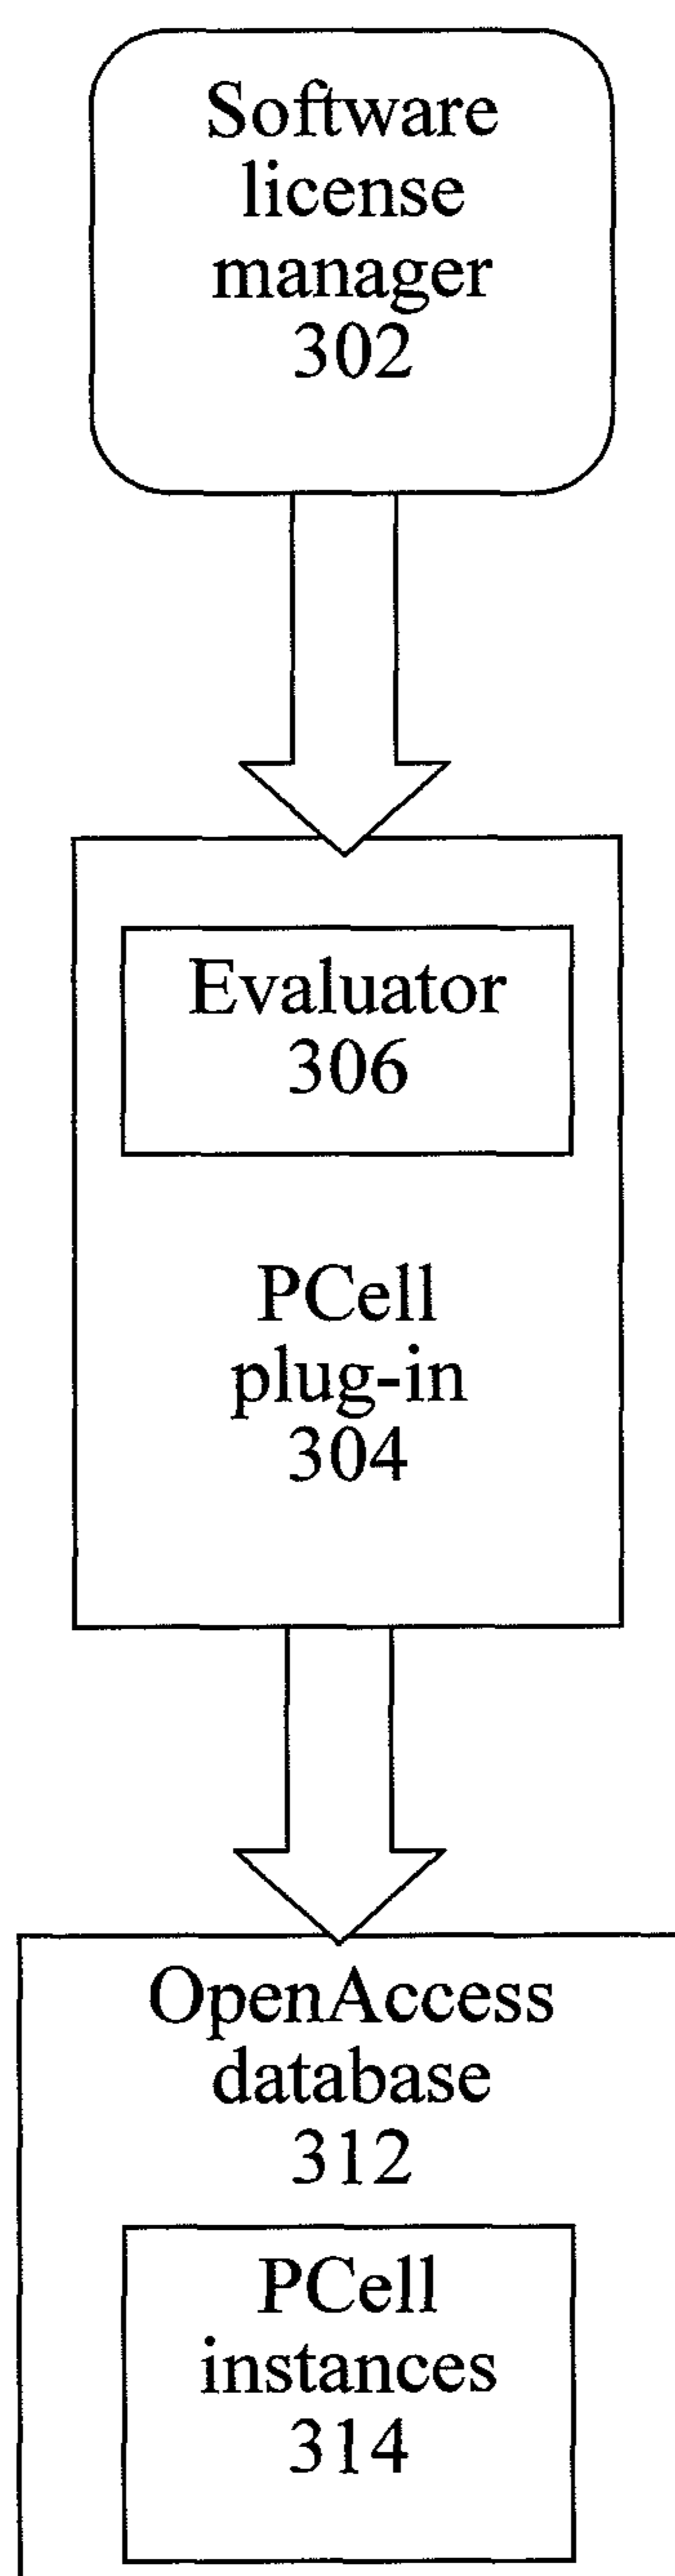 Software
license
manager
302
Evaluator
306
PCell
plug-in
304
OpenAccess
database
312
PCell
instances
314